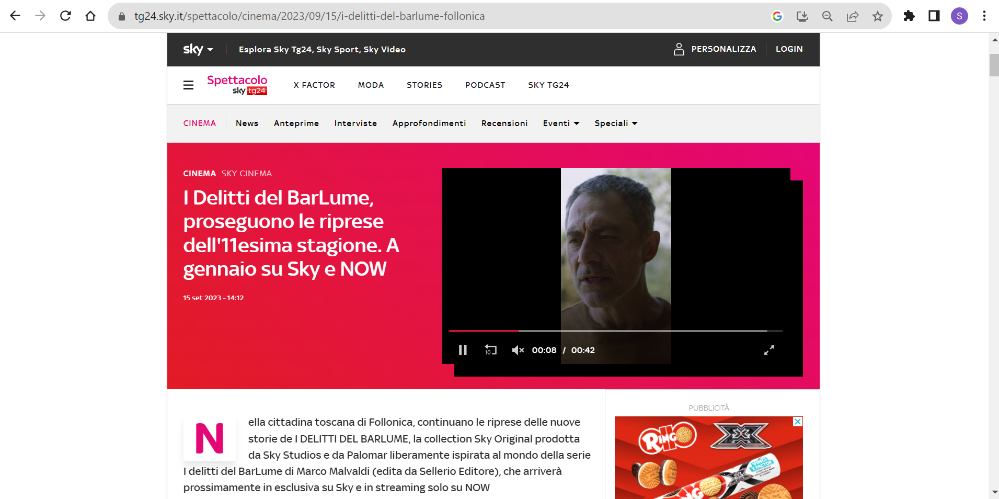 tg24.sky.it/spettacolo/cinema/2023/09/15/i-delitti-del-barlume-follonica
S
sky
Esplora Sky Tg24, Sky Sport, Sky Video
PERSONALIZZA
LOGIN
Spettacolo
sky tg24
X FACTOR
MODA
STORIES
PODCAST
SKY TG24
CINEMA
News
Anteprime
Interviste
Approfondimenti
Recensioni
Eventi
Speciali
CINEMA SKY CINEMA
I Delitti del BarLume,
proseguono le riprese
dell'11esima stagione. A
gennaio su Sky e NOW
15 set 2023 - 14:12
10
00:08 / 00:42
Nella cittadina toscana di Follonica, continuano le riprese delle nuove
storie de I DELITTI DEL BARLUME, la collection Sky Original prodotta
da Sky Studios e da Palomar liberamente ispirata al mondo della serie
I delitti del BarLume di Marco Malvaldi (edita da Sellerio Editore), che arriverà
prossimamente in esclusiva su Sky e in streaming solo su NOW
PUBBLICITÀ
RINGO
VINCI
X FACTOR